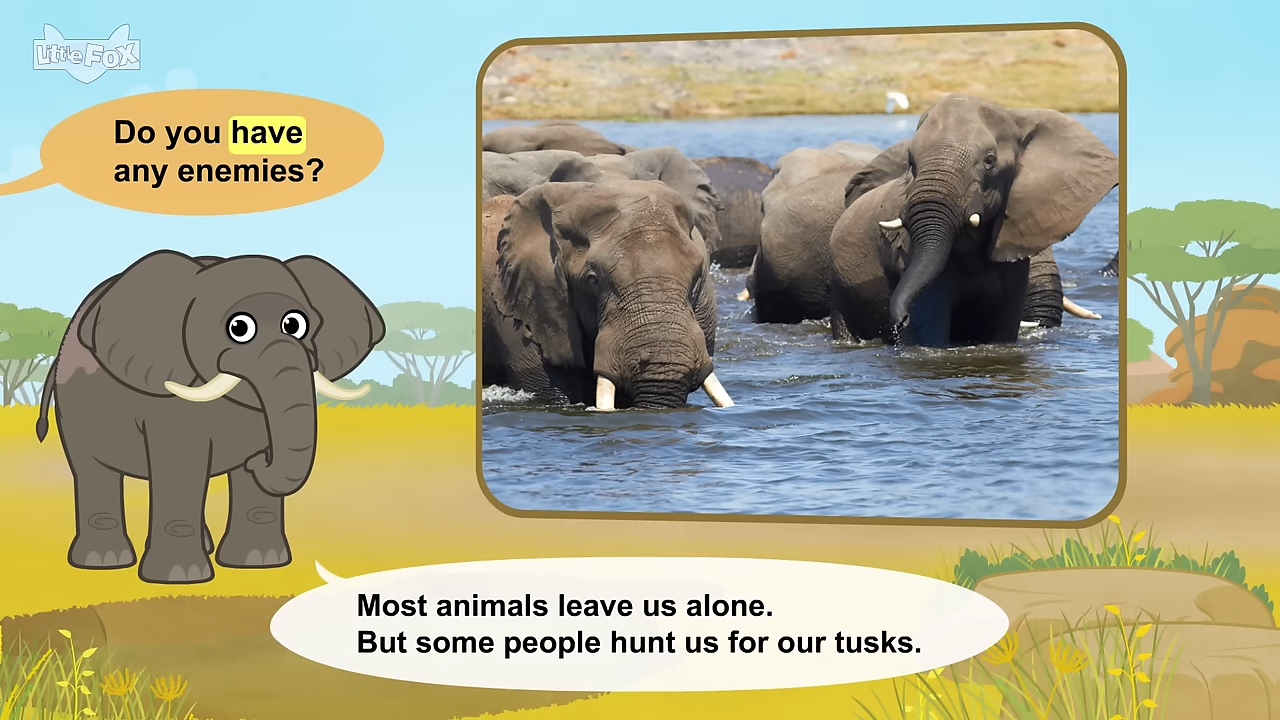 Little Fox
Do you have
any enemies?
Most animals leave us alone.
But some people hunt us for our tusks.